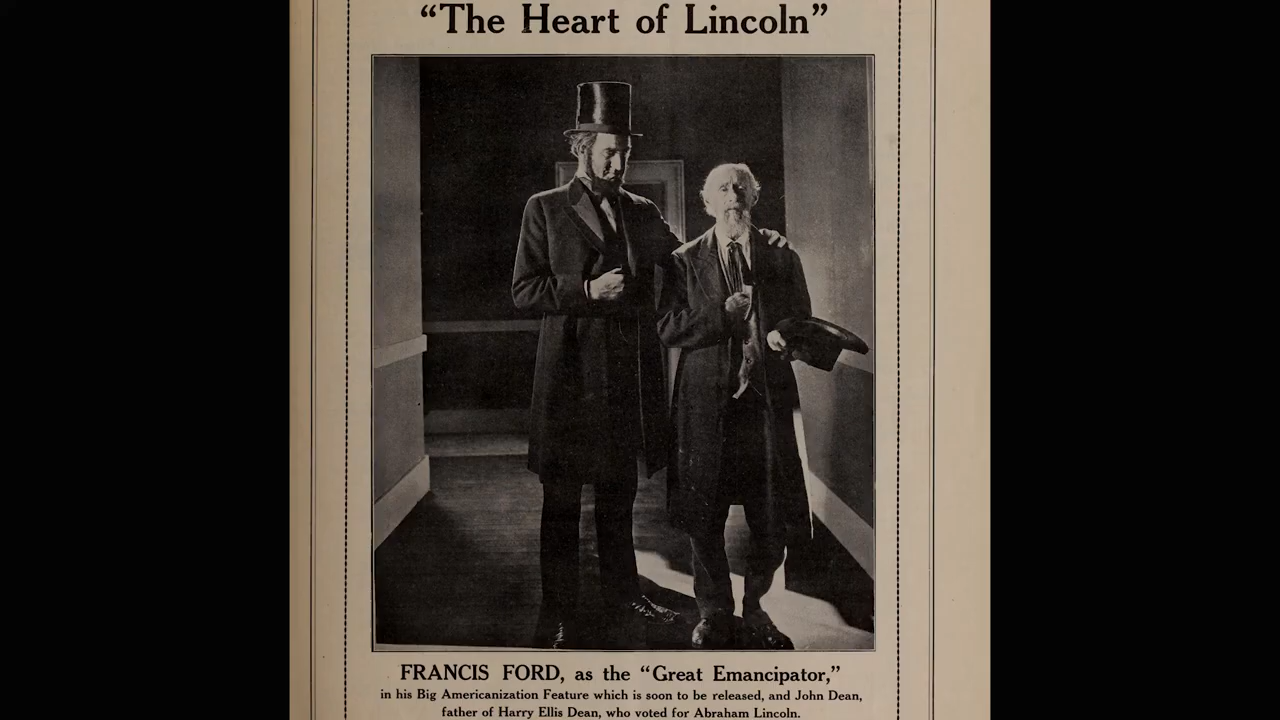 “The Heart of Lincoln”
FRANCIS FORD, as the “Great Emancipator,”
in his Big Americanization Feature which is soon to be released, and John Dean,
father of Harry Ellis Dean, who voted for Abraham Lincoln.